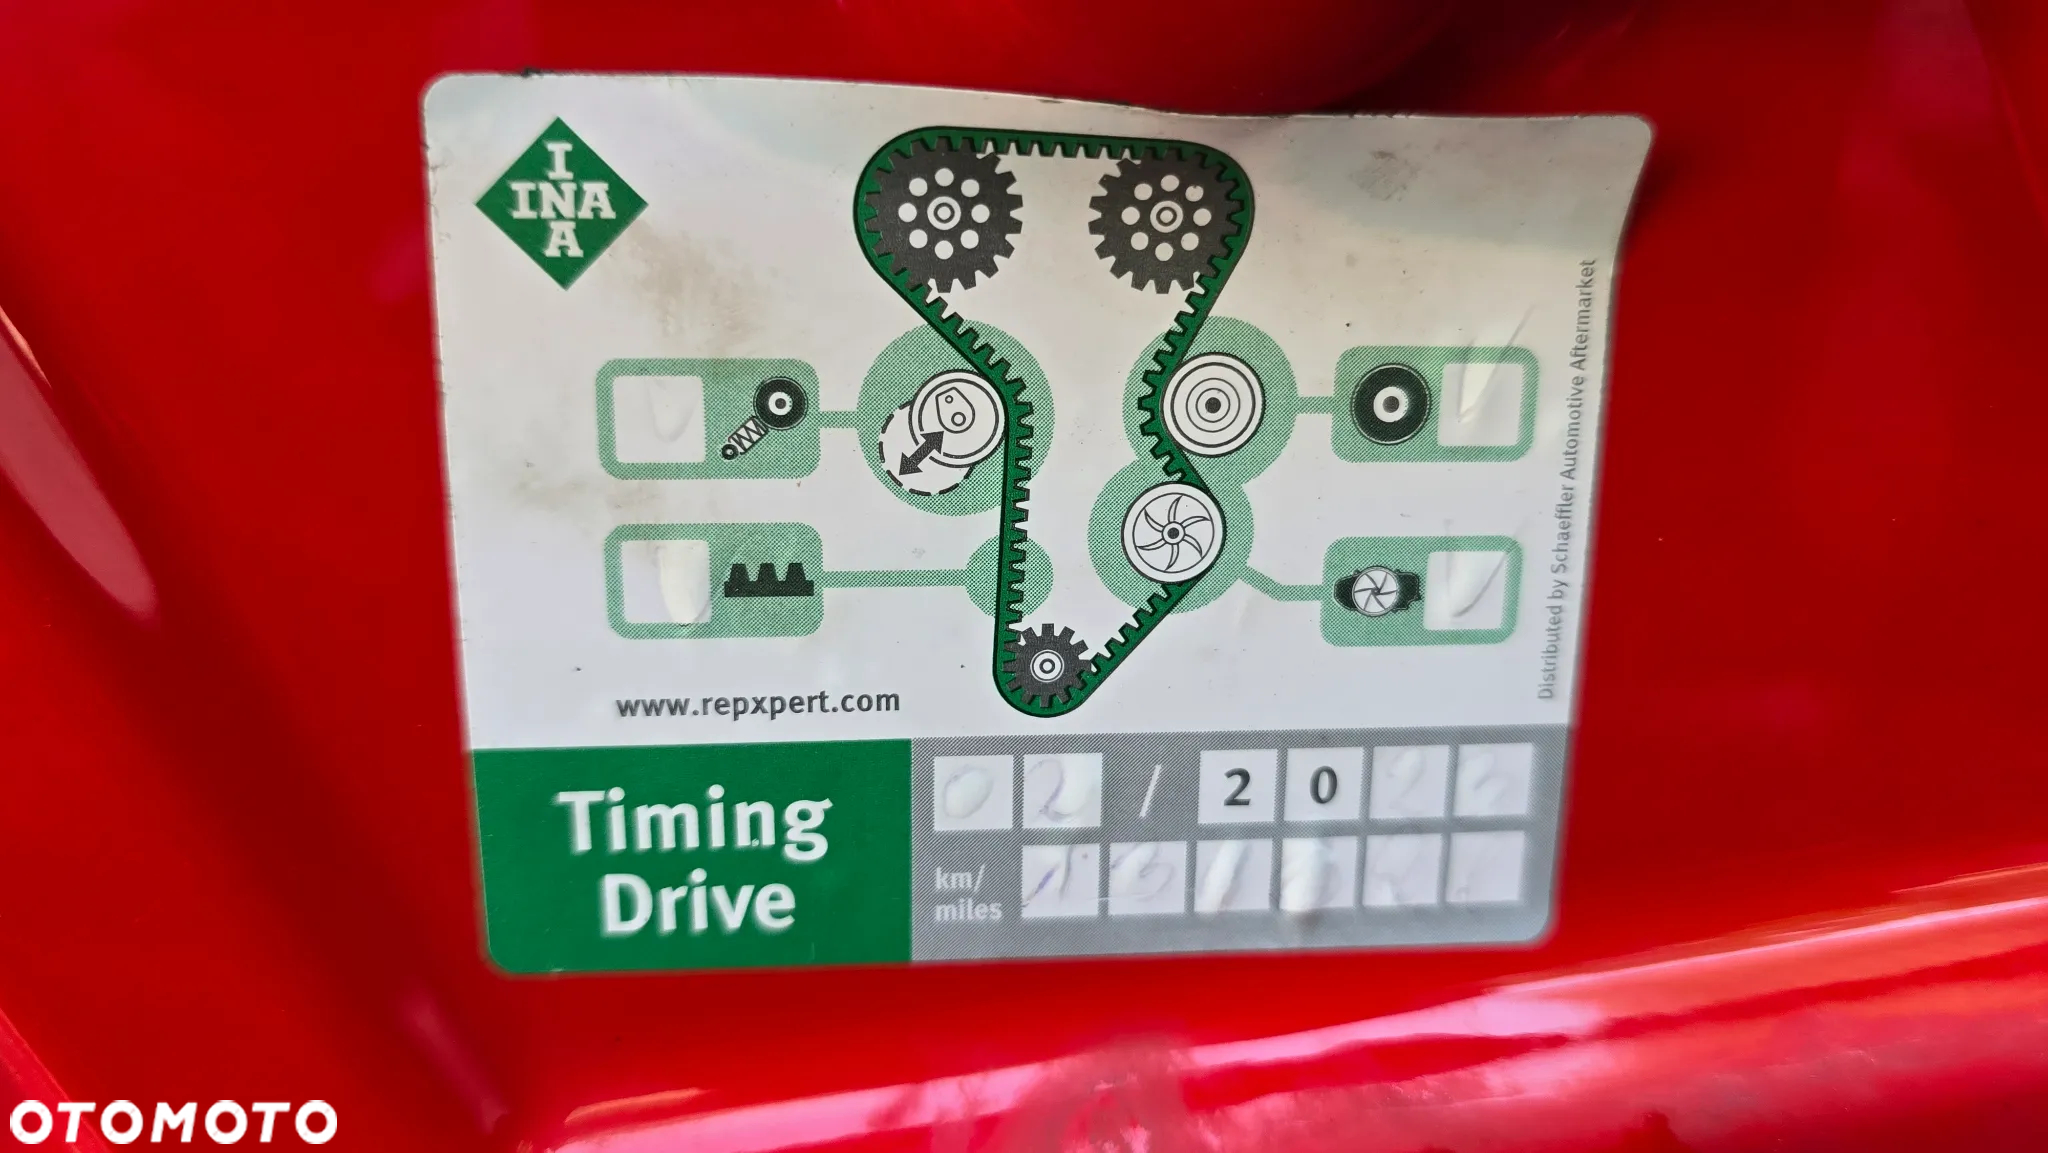 I
INA
A
www.repxpert.com
Distributed by Schaeffler Automotive Aftermarket
Timing
Drive
02 / 20
km/
miles
OTOMOTO